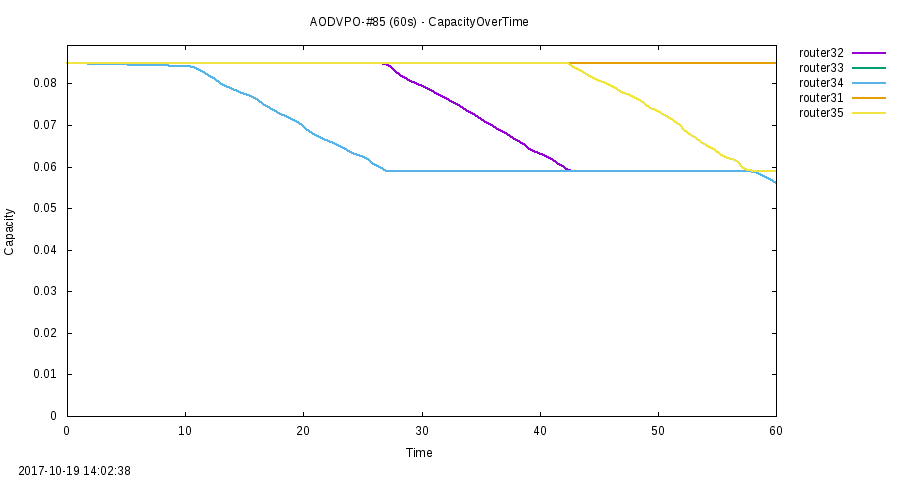 AODVPO-#85 (60s) - CapacityOverTime
router32
router33
router34
router31
router35
0.08
0.07
0.06
0.05
0.04
0.03
0.02
0.01
0
Capacity
0 10 20 30 40 50 60
Time
2017-10-19 14:02:38